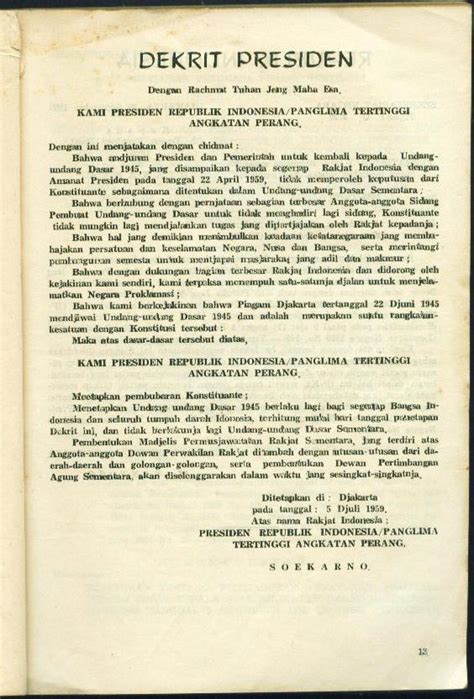 DEKRIT PRESIDEN
Dengan Rachmat Tuhan Jang Maha Esa,
KAMI PRESIDEN REPUBLIK INDONESIA/PANGLIMA TERTINGGI
ANGKATAN PERANG,
Dengan ini menjatakan dengan chidmat :
Bahwa andjuran Presiden dan Pemerintah untuk kembali kepada Undang-
undang Dasar 1945, jang disampaikan kepada segenap Rakjat Indonesia dengan
Amanat Presiden pada tanggal 22 April 1959, tidak memperoleh keputusan dari
Konstituante sebagaimana ditentukan dalam Undang-undang Dasar Sementara ;
Bahwa berhubung dengan pernjataan sebagian terbesar Anggota-anggota Sidang
Pembuat Undang-undang Dasar untuk tidak menghadiri lagi sidang, Konstituante
tidak mungkin lagi mendjalankan tugas jang dipertjajakan oleh Rakjat kepadanja ;
Bahwa hal jang demikian menimbulkan keadaan ketatanegaraan jang memba-
hajakan persatuan dan keselamatan Negara, Nusa dan Bangsa, serta merintangi
pembangunan semesta untuk mentjapai masjarakat jang adil dan makmur ;
Bahwa dengan dukungan bagian terbesar Rakjat Indonesia dan didorong oleh
kejakinan kami sendiri, kami terpaksa menempuh satu-satunja djalan untuk menjela-
matkan Negara Proklamasi ;
Bahwa kami berkejakinan bahwa Piagam Djakarta tertanggal 22 Djuni 1945
mendjiwai Undang-undang Dasar 1945 dan adalah merupakan suatu rangkaian-
kesatuan dengan Konstitusi tersebut :
Maka atas dasar-dasar tersebut diatas,
KAMI PRESIDEN REPUBLIK INDONESIA/PANGLIMA TERTINGGI
ANGKATAN PERANG,
Menetapkan pembubaran Konstituante ;
Menetapkan Undang-undang Dasar 1945 berlaku lagi bagi segenap Bangsa In-
donesia dan seluruh tumpah darah Indonesia, terhitung mulai hari tanggal penetapan
Dekrit ini, dan tidak berlakunja lagi Undang-undang Dasar Sementara.
Pembentukan Madjelis Permusjawaratan Rakjat Sementara, jang terdiri atas
Anggota-anggota Dewan Perwakilan Rakjat ditambah dengan utusan-utusan dari da-
erah-daerah dan golongan-golongan, serta pembentukan Dewan Pertimbangan
Agung Sementara, akan diselenggarakan dalam waktu jang sesingkat-singkatnja.
Ditetapkan di : Djakarta
pada tanggal : 5 Djuli 1959.
Atas nama Rakjat Indonesia ;
PRESIDEN REPUBLIK INDONESIA/PANGLIMA
TERTINGGI ANGKATAN PERANG.
SOEKARNO.
13